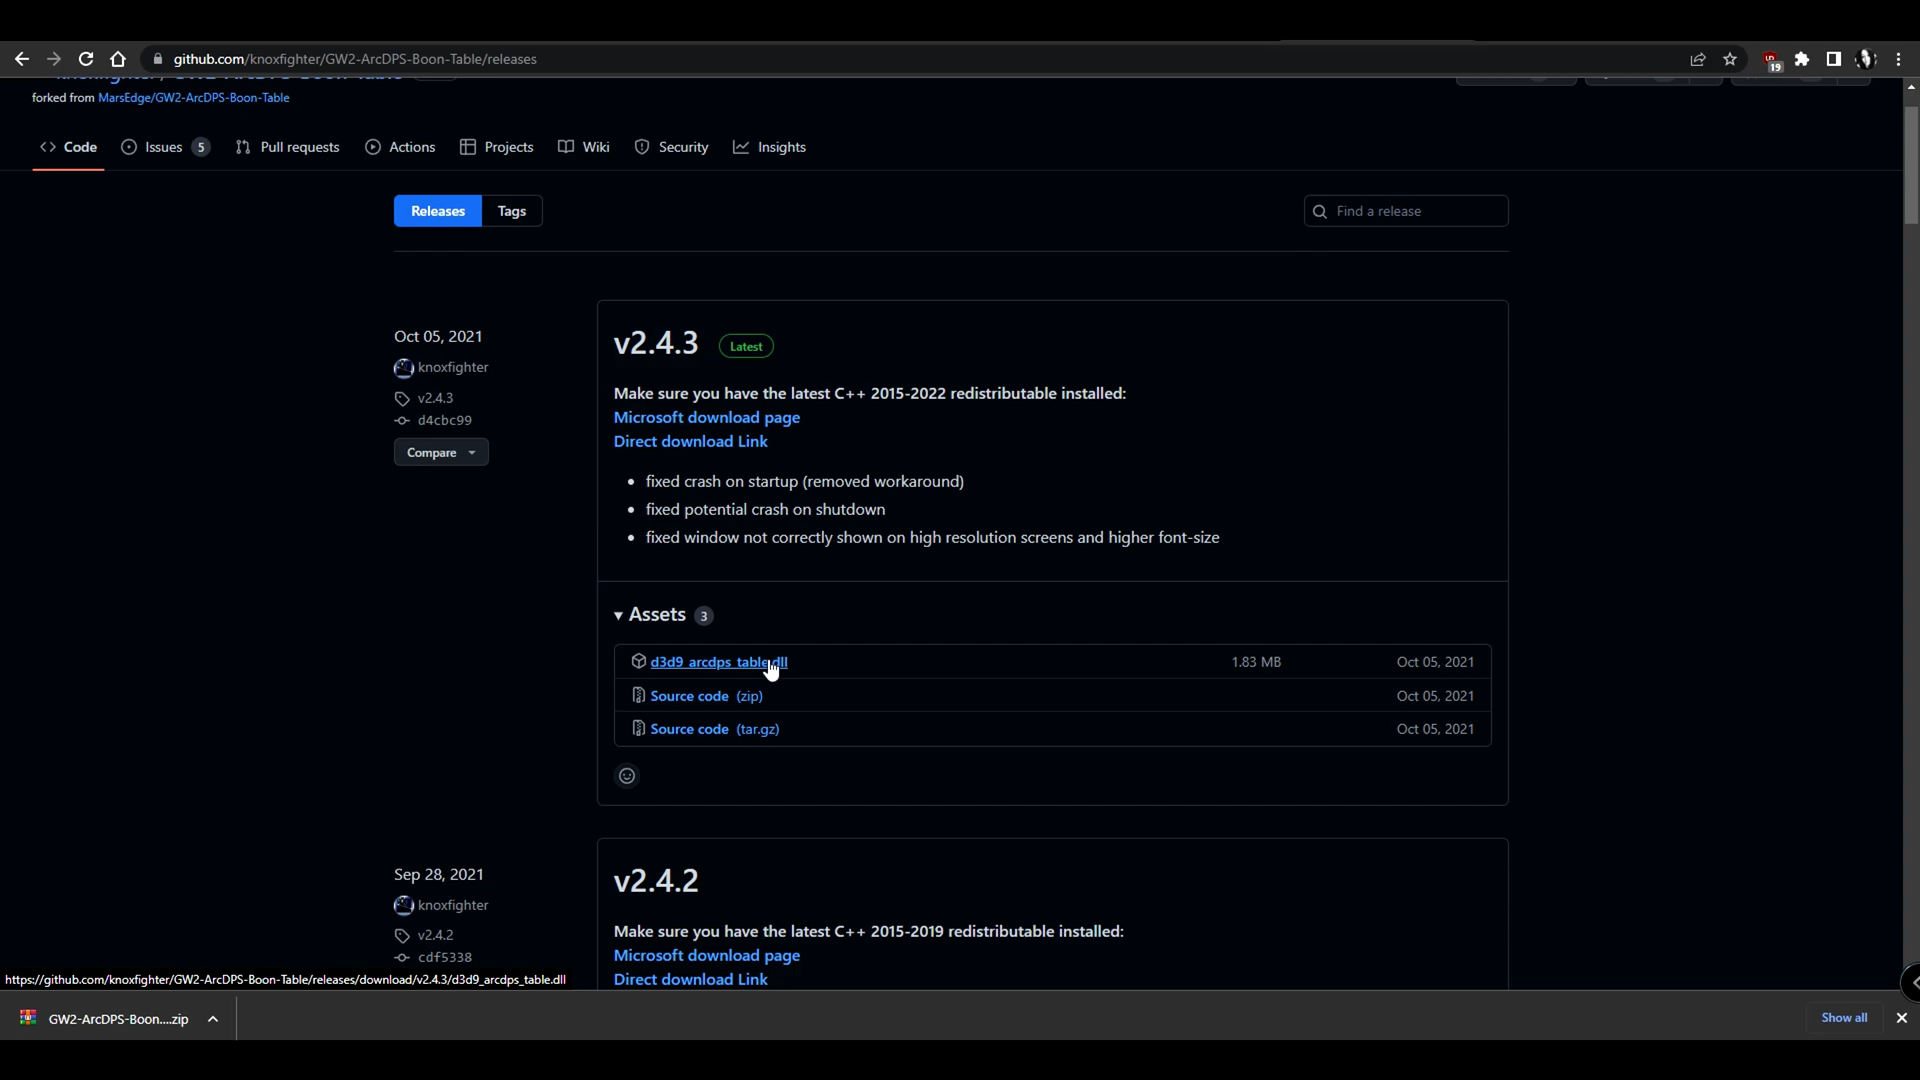 github.com/knoxfighter/GW2-ArcDPS-Boon-Table/releases
19
forked from MarsEdge/GW2-ArcDPS-Boon-Table
Code Issues 5 Pull requests Actions Projects Wiki Security Insights
Releases Tags Find a release
Oct 05, 2021
knoxfighter
v2.4.3
d4cbc99
Compare
v2.4.3 Latest
Make sure you have the latest C++ 2015-2022 redistributable installed:
Microsoft download page
Direct download Link
• fixed crash on startup (removed workaround)
• fixed potential crash on shutdown
• fixed window not correctly shown on high resolution screens and higher font-size
Assets 3
d3d9_arcdps_table.dll 1.83 MB Oct 05, 2021
Source code (zip) Oct 05, 2021
Source code (tar.gz) Oct 05, 2021
Sep 28, 2021
knoxfighter
v2.4.2
cdf5338
v2.4.2
Make sure you have the latest C++ 2015-2019 redistributable installed:
Microsoft download page
Direct download Link
https://github.com/knoxfighter/GW2-ArcDPS-Boon-Table/releases/download/v2.4.3/d3d9_arcdps_table.dll
GW2-ArcDPS-Boon....zip Show all